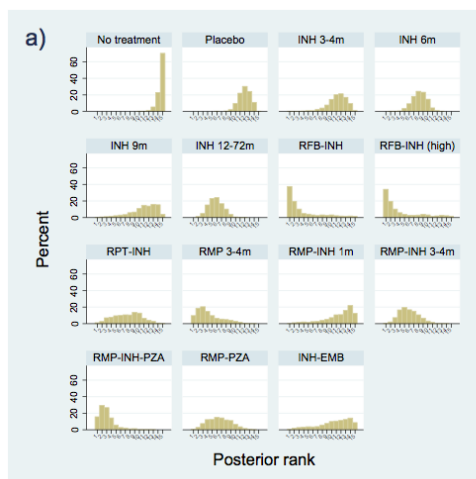 a)
No treatment Placebo INH 3-4m INH 6m
0 20 40 60
INH 9m INH 12-72m RFB-INH RFB-INH (high)
0 20 40 60
Percent
RPT-INH RMP 3-4m RMP-INH 1m RMP-INH 3-4m
0 20 40 60
RMP-INH-PZA RMP-PZA INH-EMB
0 20 40 60
Posterior rank